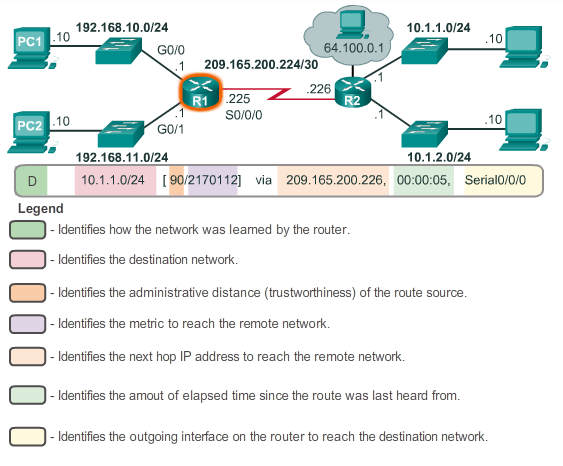 192.168.10.0/24
PC1
.10
G0/0
.1
209.165.200.224/30
64.100.0.1
10.1.1.0/24
.10
.1
R1
.225
S0/0/0
.226
R2
PC2
.10
.1
G0/1
192.168.11.0/24
.1
.10
10.1.2.0/24
D 10.1.1.0/24 [ 90/2170112] via 209.165.200.226, 00:00:05, Serial0/0/0
Legend
- Identifies how the network was learned by the router.
- Identifies the destination network.
- Identifies the administrative distance (trustworthiness) of the route source.
- Identifies the metric to reach the remote network.
- Identifies the next hop IP address to reach the remote network.
- Identifies the amout of elapsed time since the route was last heard from.
- Identifies the outgoing interface on the router to reach the destination network.